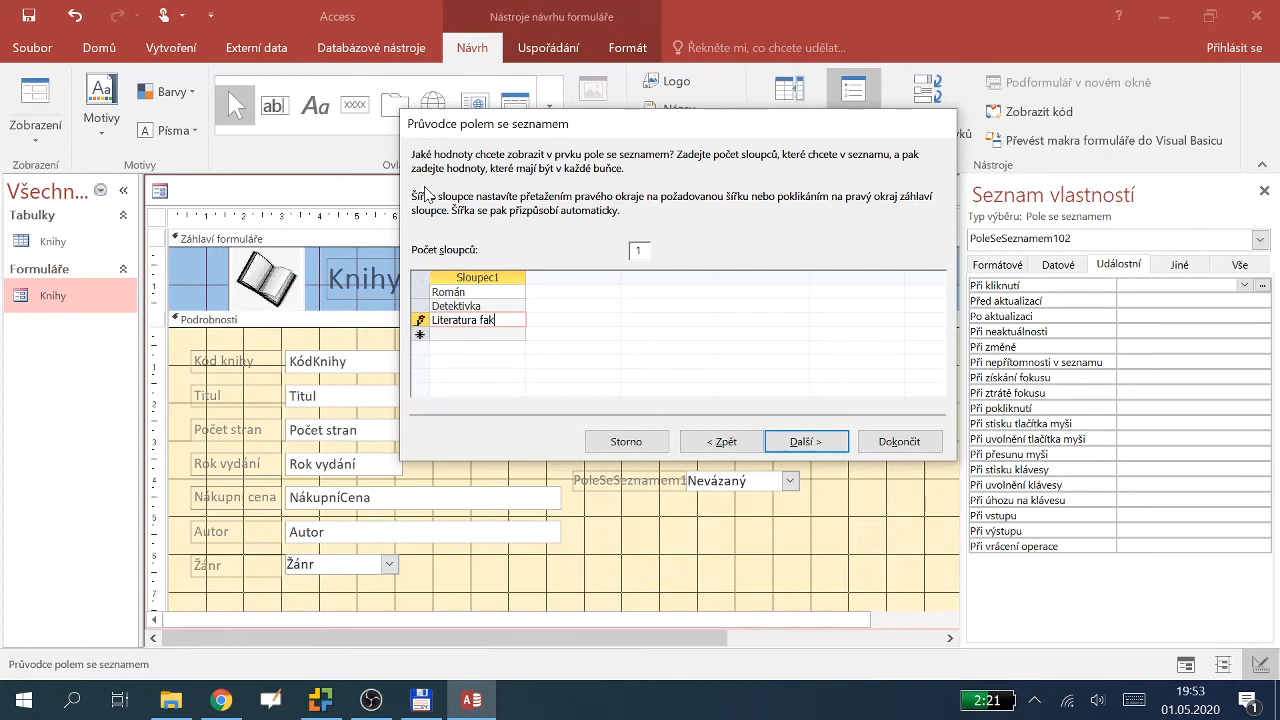 Access
Nástroje návrhu formuláře
?
Soubor
Domů
Vytvoření
Externí data
Databázové nástroje
Návrh
Uspořádání
Formát
Řekněte mi, co chcete udělat...
Přihlásit se
Zobrazení
Motivy
Barvy
Písma
ab
Aa
XXXX
Logo
Podformulář v novém okně
Zobrazit kód
Převést makra formuláře do Visual Basicu
Zobrazení
Motivy
Nástroje
Průvodce polem se seznamem
Jaké hodnoty chcete zobrazit v prvku pole se seznamem? Zadejte počet sloupců, které chcete v seznamu, a pak
zadejte hodnoty, které mají být v každé buňce.
sloupce nastavíte přetažením pravého okraje na požadovanou šířku nebo poklikáním na pravý okraj záhlaví
sloupce. Šířka se pak přizpůsobí automaticky.
Počet sloupců:
1
Sloupec1
Román
Detektivka
Literatura fak
Storno
< Zpět
Další >
Dokončit
Všechn...
Tabulky
Knihy
Formuláře
Knihy
Záhlaví formuláře
Knihy
Podrobnosti
Kód knihy
KódKnihy
Titul
Titul
Počet stran
Počet stran
Rok vydání
Rok vydání
Nákupní cena
NákupníCena
Autor
Autor
Žánr
Žánr
PoleSeSeznamem1
Nevázaný
Seznam vlastností
Typ výběru: Pole se seznamem
PoleSeSeznamem102
Formátové
Datové
Událostní
Jiné
Vše
Při kliknutí
Před aktualizací
Po aktualizaci
Při neaktuálnosti
Při změně
Při nepřítomnosti v seznamu
Při získání fokusu
Při ztrátě fokusu
Při poklikání
Při stisku tlačítka myši
Při uvolnění tlačítka myši
Při přesunu myši
Při stisku klávesy
Při uvolnění klávesy
Při úhozu na klávesu
Při vstupu
Při výstupu
Při vrácení operace
Průvodce polem se seznamem
2:21
19:53
01.05.2020